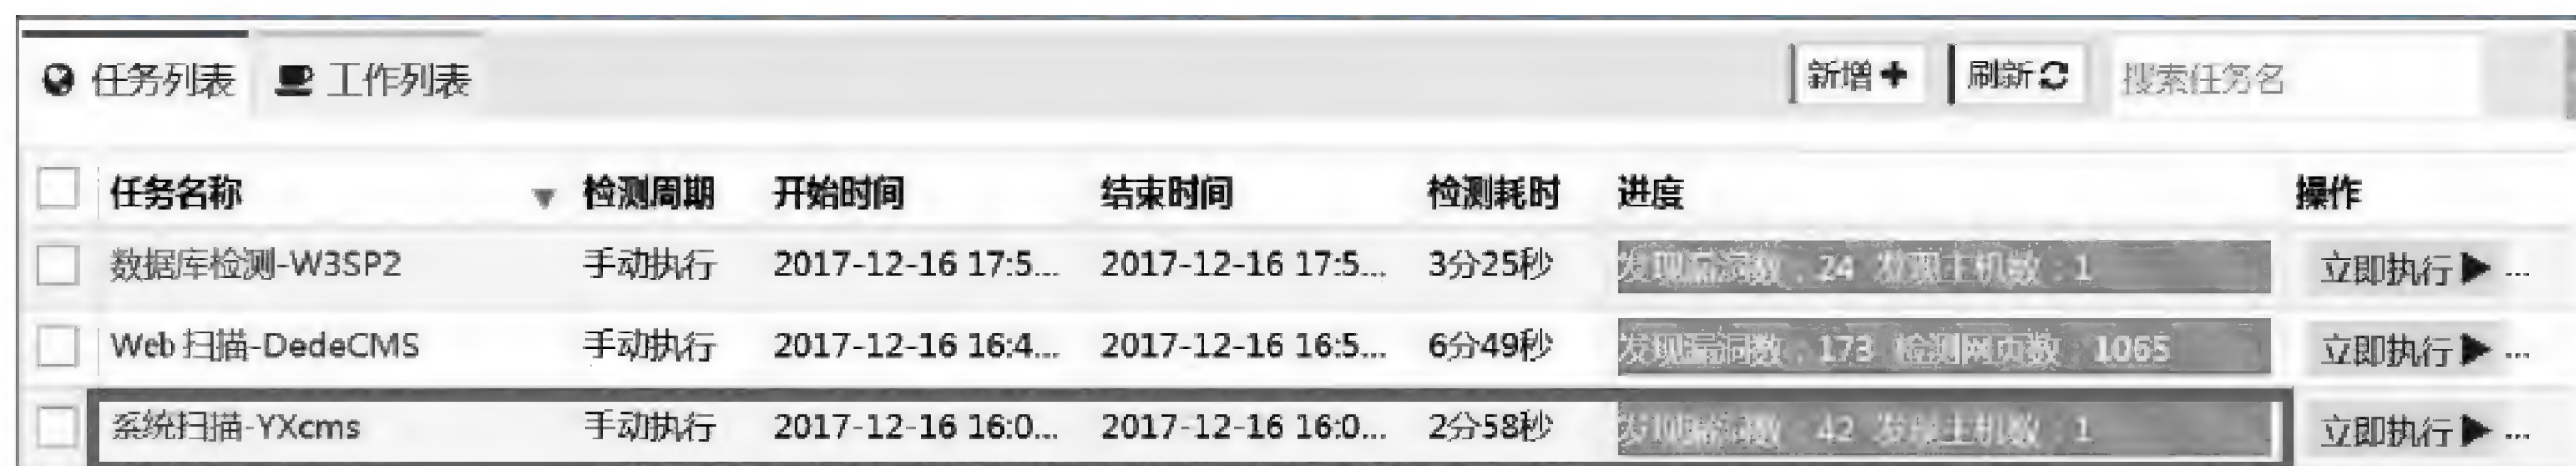 任务列表 工作列表 新增 刷新 搜索任务名
任务名称 检测周期 开始时间 结束时间 检测耗时 进度 操作
数据库检测-W3SP2 手动执行 2017-12-16 17:5... 2017-12-16 17:5... 3分25秒 发现漏洞数：24 发现主机数：1 立即执行 ...
Web 扫描-DedeCMS 手动执行 2017-12-16 16:4... 2017-12-16 16:5... 6分49秒 发现漏洞数：173 检测网页数：1065 立即执行 ...
系统扫描-YXcms 手动执行 2017-12-16 16:0... 2017-12-16 16:0... 2分58秒 发现漏洞数：42 发现主机数：1 立即执行 ...